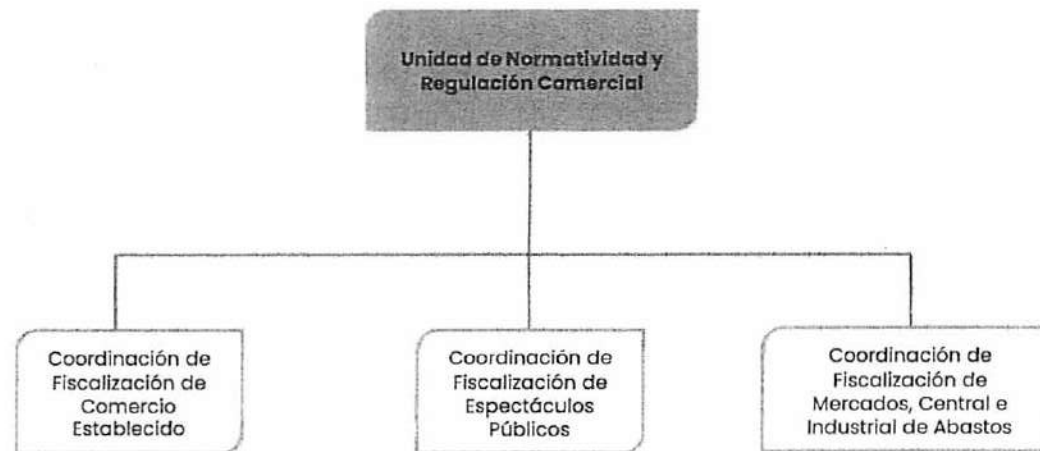 Unidad de Normatividad y
Regulación Camercial
Coordinación de
Fiscalización de
Comercio
Establecido
Coordinación de
Fiscalización de
Espectáculos
Públicos
Coordinación de
Fiscalización de
Mercados, Central e
Industrial de Abastos